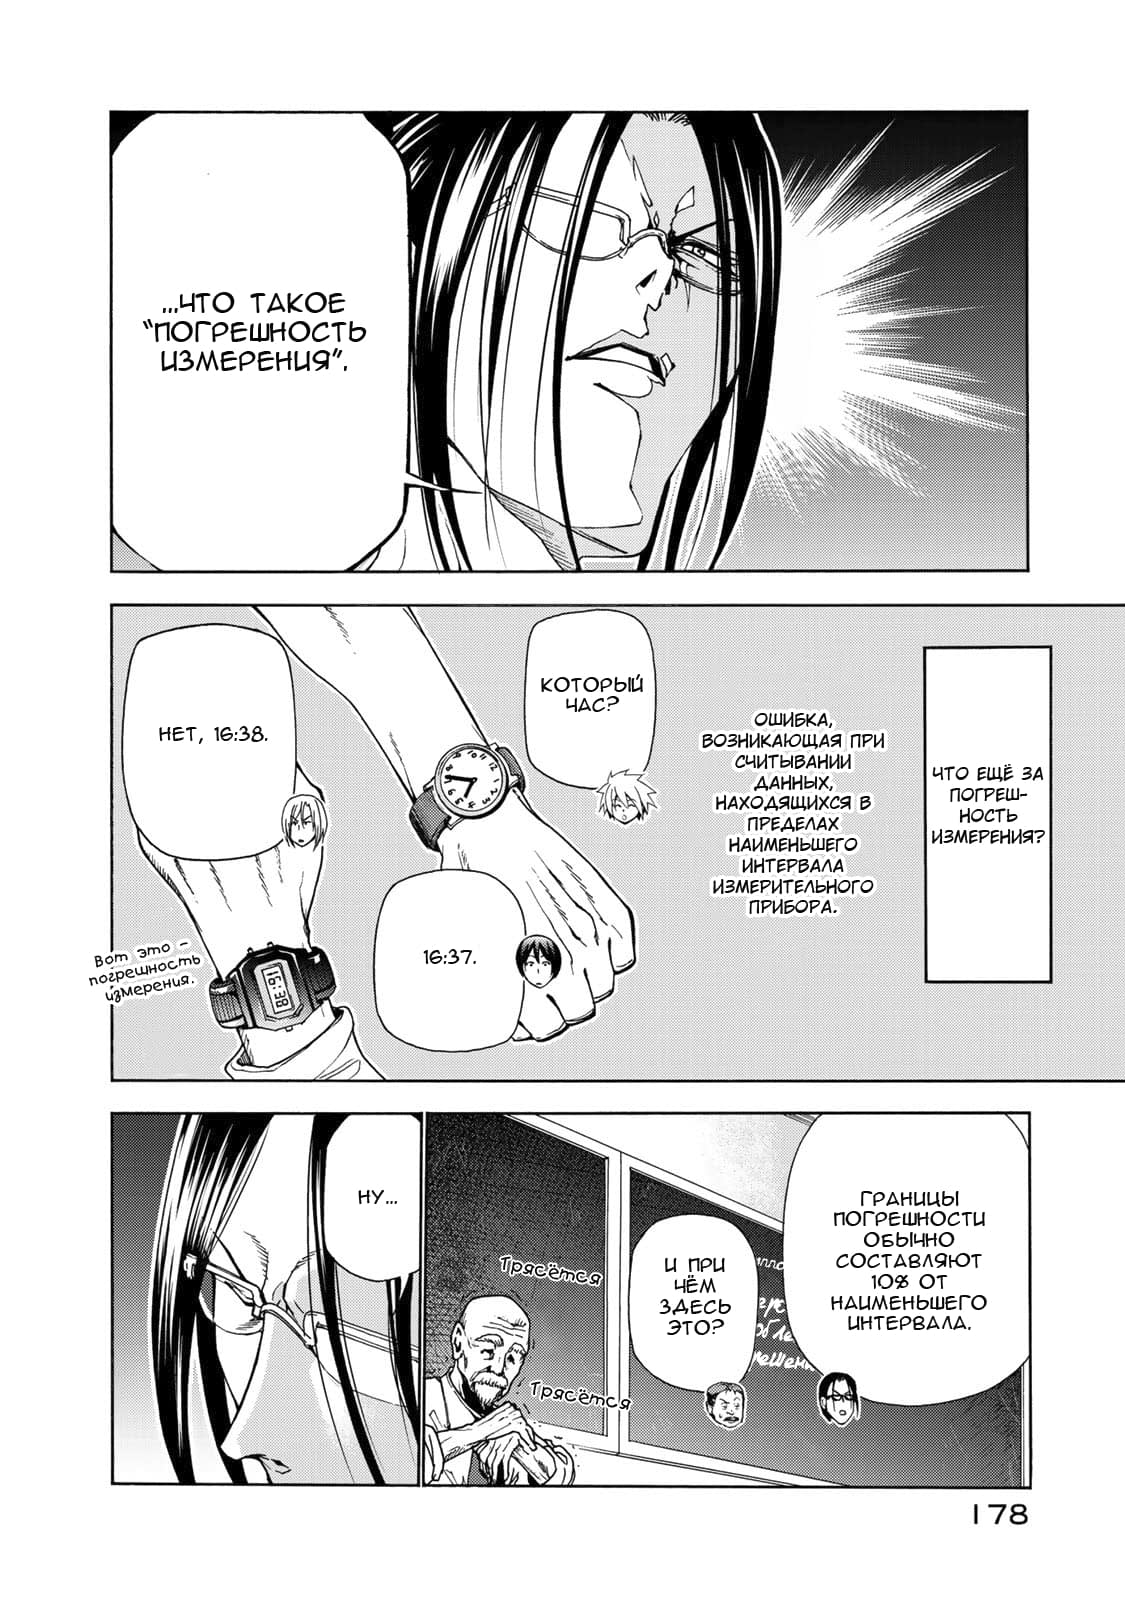 ...ЧТО ТАКОЕ
“ПОГРЕШНОСТЬ
ИЗМЕРЕНИЯ”.
ЧТО ЕЩЁ ЗА
ПОГРЕШ-
НОСТЬ
ИЗМЕРЕНИЯ?
ОШИБКА,
ВОЗНИКАЮЩАЯ ПРИ
СЧИТЫВАНИИ
ДАННЫХ,
НАХОДЯЩИХСЯ В
ПРЕДЕЛАХ
НАИМЕНЬШЕГО
ИНТЕРВАЛА
ИЗМЕРИТЕЛЬНОГО
ПРИБОРА.
КОТОРЫЙ
ЧАС?
16:37.
НЕТ, 16:38.
16:38
Вот это –
погрешность
измерения.
ГРАНИЦЫ
ПОГРЕШНОСТИ
ОБЫЧНО
СОСТАВЛЯЮТ
10% ОТ
НАИМЕНЬШЕГО
ИНТЕРВАЛА.
И ПРИ
ЧЁМ
ЗДЕСЬ
ЭТО?
Трясётся
Трясётся
НУ...
178